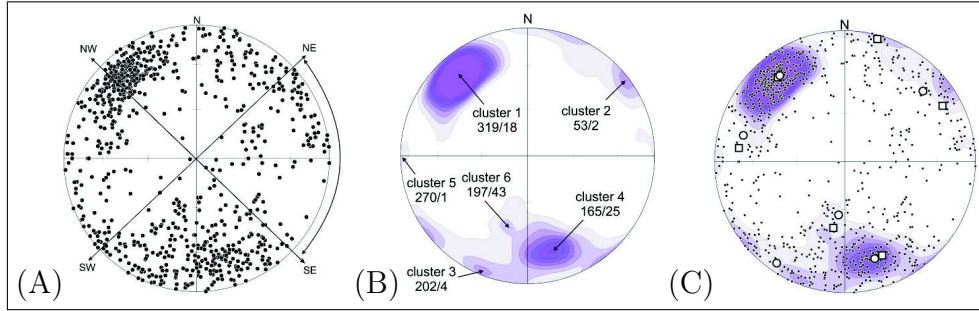 N
NW
NE
SW
SE
(A)
N
cluster 1
319/18
cluster 2
53/2
cluster 5
270/1
cluster 6
197/43
cluster 4
165/25
cluster 3
202/4
(B)
N
(C)